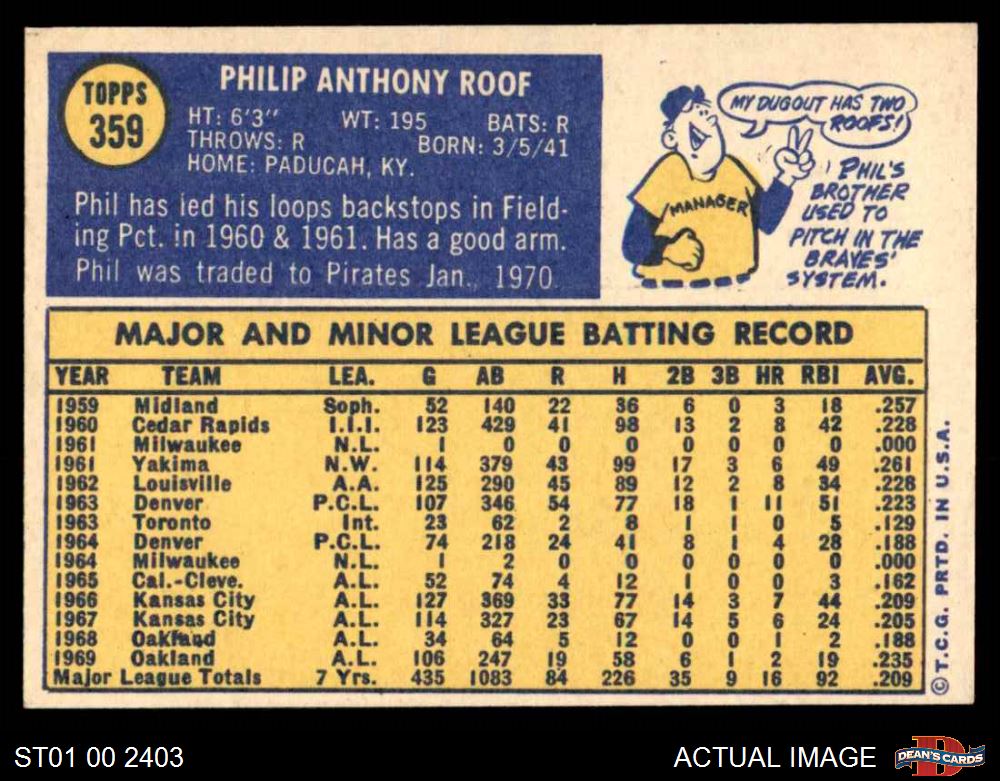 TOPPS
359
PHILIP ANTHONY ROOF
HT: 6'3" WT: 195 BATS: R
THROWS: R BORN: 3/5/41
HOME: PADUCAH, KY.
Phil has led his loops backstops in Field-
ing Pct. in 1960 & 1961. Has a good arm.
Phil was traded to Pirates Jan., 1970.
MY DUGOUT HAS TWO
ROOFS!
MANAGER
PHIL'S
BROTHER
USED TO
PITCH IN THE
BRAVES'
SYSTEM.
MAJOR AND MINOR LEAGUE BATTING RECORD
YEAR TEAM LEA. G AB R H 2B 3B HR RBI AVG.
1959 Midland Soph. 52 140 22 36 6 0 3 18 .257
1960 Cedar Rapids I.I.I. 123 429 41 98 13 2 8 42 .228
1961 Milwaukee N.L. 1 0 0 0 0 0 0 0 .000
1961 Yakima N.W. 114 379 43 99 17 3 6 49 .261
1962 Louisville A.A. 125 290 45 89 12 2 8 34 .228
1963 Denver P.C.L. 107 346 54 77 18 1 11 51 .223
1963 Toronto Int. 23 62 2 8 1 1 0 5 .129
1964 Denver P.C.L. 74 218 24 41 8 1 4 28 .188
1964 Milwaukee N.L. 1 2 0 0 0 0 0 0 .000
1965 Cal.-Cleve. A.L. 52 74 4 12 1 0 0 3 .162
1966 Kansas City A.L. 127 369 33 77 14 3 7 44 .209
1967 Kansas City A.L. 114 327 23 67 14 5 6 24 .205
1968 Oakland A.L. 34 64 5 12 0 0 1 2 .188
1969 Oakland A.L. 106 247 19 58 6 1 2 19 .235
Major League Totals 7 Yrs. 435 1083 84 226 35 9 16 92 .209
© T.C.G. PRTD. IN U.S.A.
ST01 00 2403
ACTUAL IMAGE
D
DEAN'S CARDS